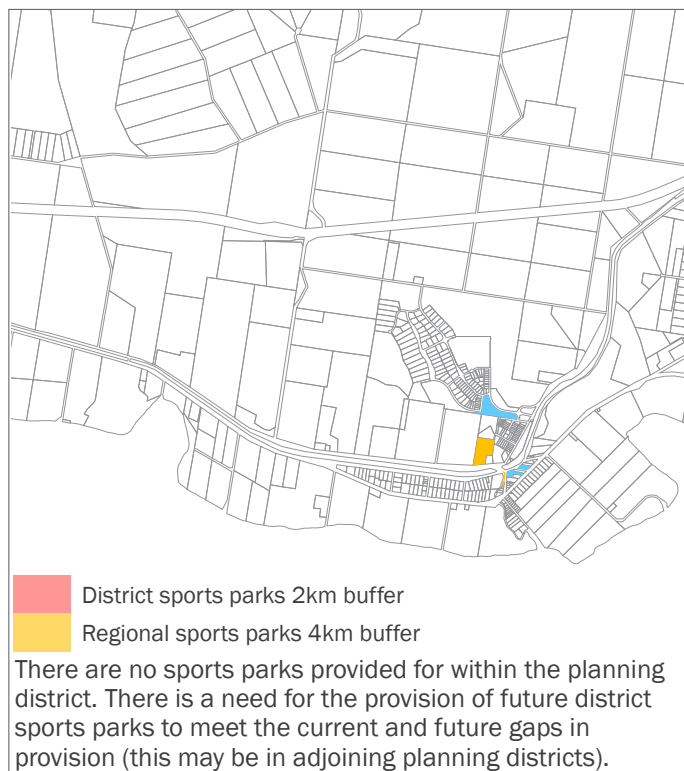 District sports parks 2km buffer
Regional sports parks 4km buffer
There are no sports parks provided for within the planning
district. There is a need for the provision of future district
sports parks to meet the current and future gaps in
provision (this may be in adjoining planning districts).